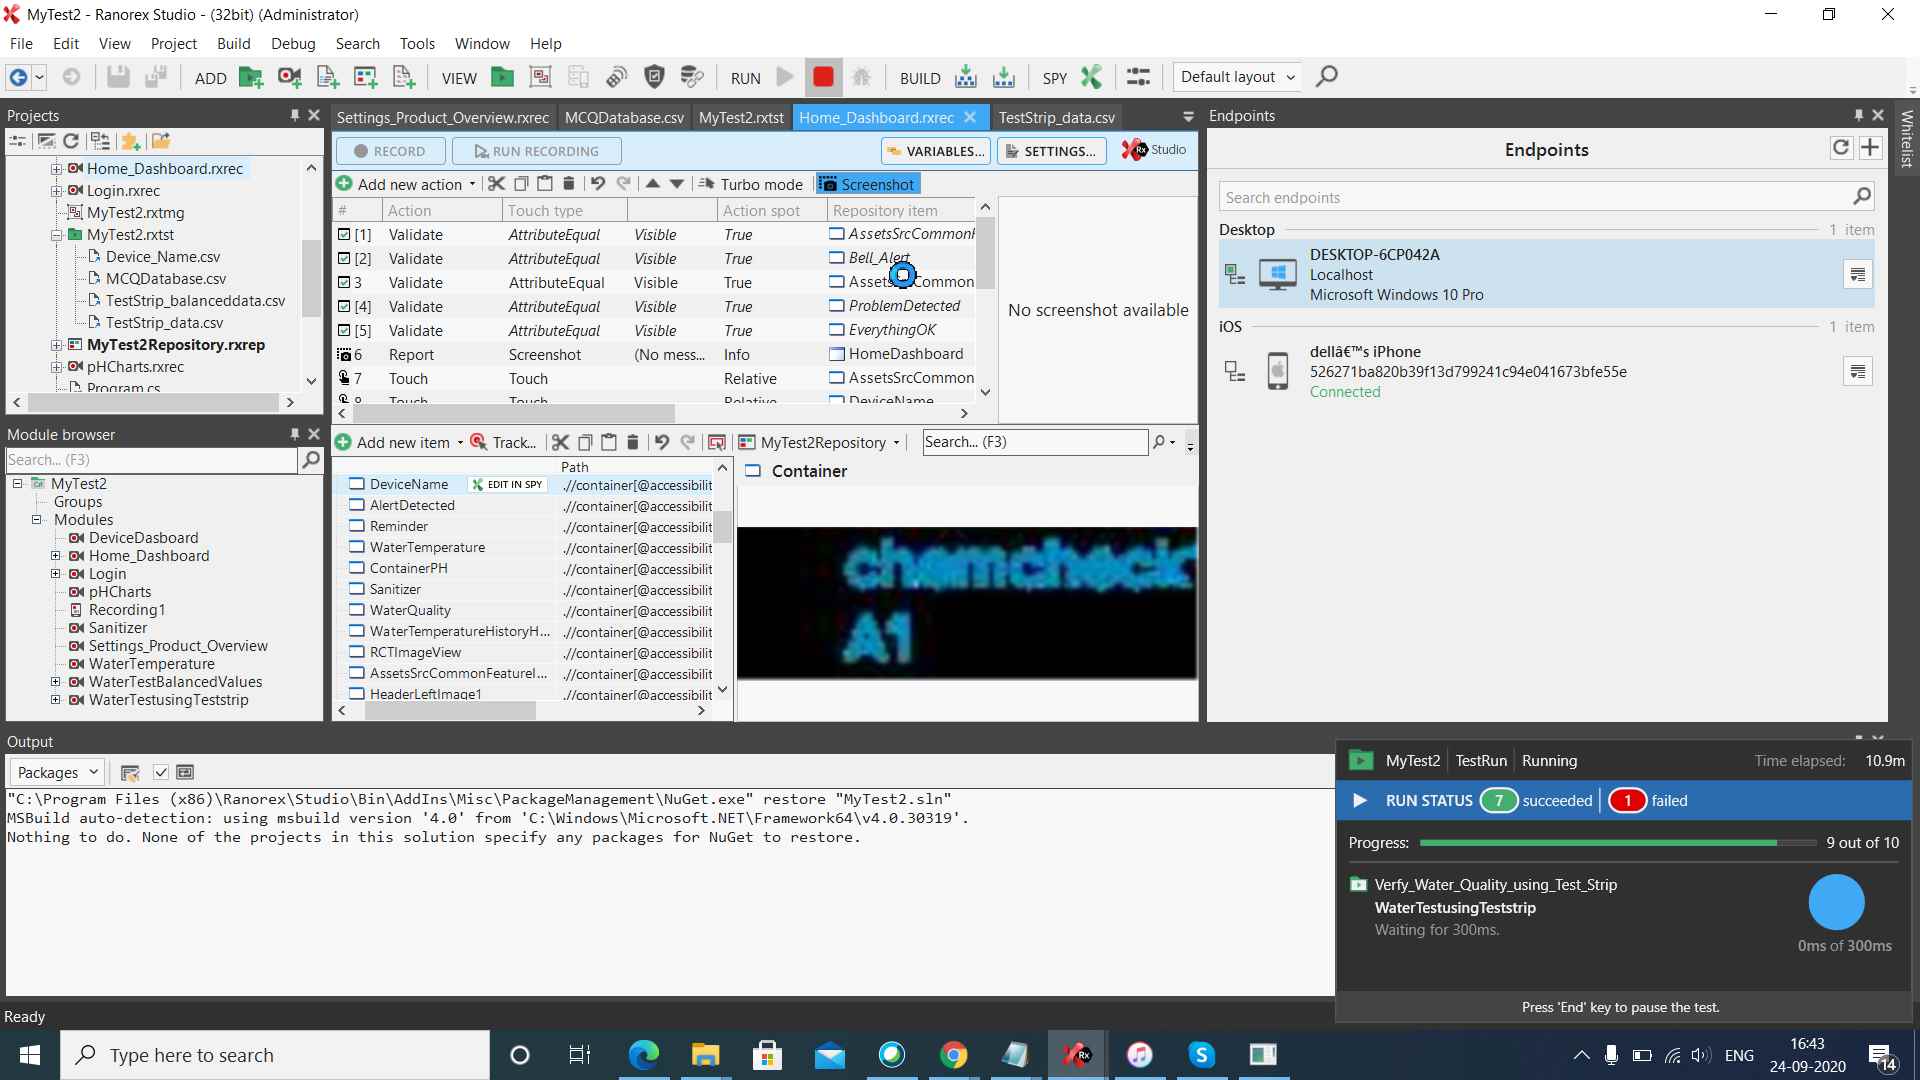 MyTest2 - Ranorex Studio - (32bit) (Administrator)
File Edit View Project Build Debug Search Tools Window Help
ADD VIEW RUN BUILD SPY Default layout
Projects
Home_Dashboard.rxrec
Login.rxrec
MyTest2.rxtmg
MyTest2.rxtst
Device_Name.csv
MCQDatabase.csv
TestStrip_balanceddata.csv
TestStrip_data.csv
MyTest2Repository.rxrep
pHCharts.rxrec
Program.cs
Module browser
Search... (F3)
MyTest2
Groups
Modules
DeviceDasboard
Home_Dashboard
Login
pHCharts
Recording1
Sanitizer
Settings_Product_Overview
WaterTemperature
WaterTestBalancedValues
WaterTestusingTeststrip
Settings_Product_Overview.rxrec MCQDatabase.csv MyTest2.rxtst Home_Dashboard.rxrec TestStrip_data.csv
RECORD RUN RECORDING VARIABLES... SETTINGS... Rx Studio
Add new action Turbo mode Screenshot
# Action Touch type Action spot Repository item
[1] Validate AttributeEqual Visible True AssetsSrcCommon
[2] Validate AttributeEqual Visible True Bell_Alert
3 Validate AttributeEqual Visible True
[4] Validate AttributeEqual Visible True ProblemDetected
[5] Validate AttributeEqual Visible True EverythingOK
6 Report Screenshot (No mess... Info HomeDashboard
7 Touch Touch Relative AssetsSrcCommon
8 Touch Touch Relative DeviceName
No screenshot available
Add new item Track... MyTest2Repository Search... (F3)
Path
DeviceName EDIT IN SPY .//container[@accessibilit
AlertDetected .//container[@accessibilit
Reminder .//container[@accessibilit
WaterTemperature .//container[@accessibilit
ContainerPH .//container[@accessibilit
Sanitizer .//container[@accessibilit
WaterQuality .//container[@accessibilit
WaterTemperatureHistoryH... .//container[@accessibilit
RCTImageView .//container[@accessibilit
AssetsSrcCommonFeatureI... .//container[@accessibilit
HeaderLeftImage1 .//container[@accessibilit
Container
chemcheck
A1
Endpoints
Endpoints
Search endpoints
Desktop 1 item
DESKTOP-6CP042A
Localhost
Microsoft Windows 10 Pro
iOS 1 item
dellâ€™s iPhone
526271ba820b39f13d799241c94e041673bfe55e
Connected
Whitelist
Output
Packages
"C:\Program Files (x86)\Ranorex\Studio\Bin\AddIns\Misc\PackageManagement\NuGet.exe" restore "MyTest2.sln"
MSBuild auto-detection: using msbuild version '4.0' from 'C:\Windows\Microsoft.NET\Framework64\v4.0.30319'.
Nothing to do. None of the projects in this solution specify any packages for NuGet to restore.
MyTest2 TestRun Running Time elapsed: 10.9m
RUN STATUS 7 succeeded 1 failed
Progress: 9 out of 10
Verfy_Water_Quality_using_Test_Strip
WaterTestusingTeststrip
Waiting for 300ms.
0ms of 300ms
Press 'End' key to pause the test.
Ready
Type here to search
Rx
ENG
16:43
24-09-2020
14